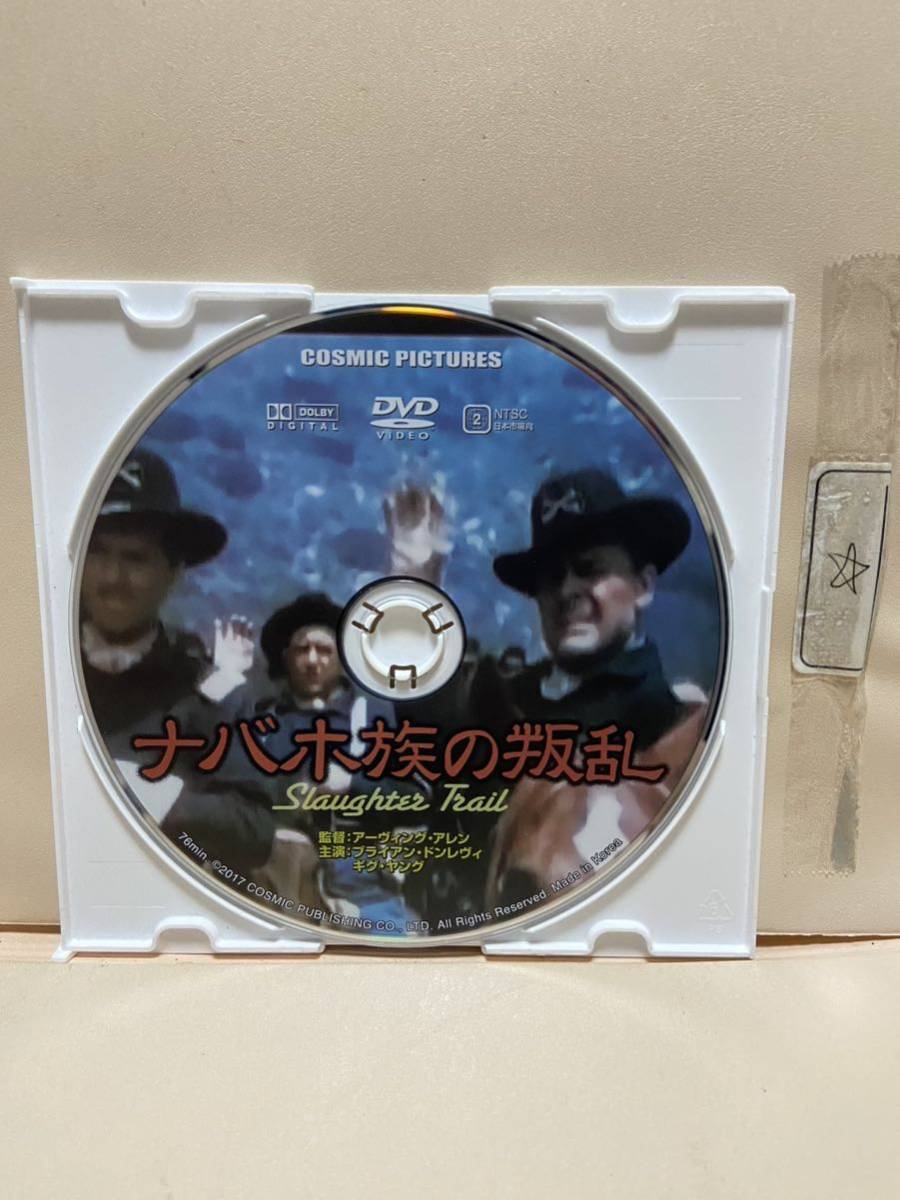 COSMIC PICTURES
DOLBY
DIGITAL
DVD
VIDEO
2
NTSC
日本市場向
ナバホ族の叛乱
Slaughter Trail
監督:アーヴィング・アレン
主演:ブライアン・ドンレヴィ
ギグ・ヤング
76min ©2017 COSMIC PUBLISHING CO., LTD. All Rights Reserved. Made in Korea